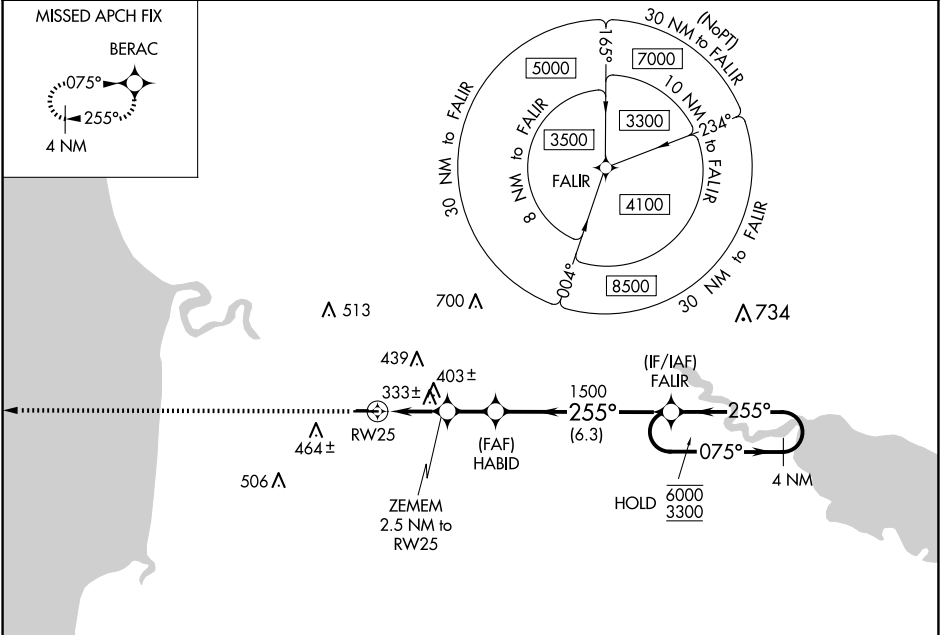 MISSED APCH FIX
BERAC
075°
255°
4 NM
30 NM to FALIR
(NoPT)
165°
5000
7000
30 NM to FALIR
8 NM to FALIR
10 NM to FALIR
3300
3500
234°
FALIR
4100
004°
8500
30 NM to FALIR
513
700
734
439
403±
333±
464±
RW25
506
(FAF)
HABID
1500
255°
(6.3)
(IF/IAF)
FALIR
255°
075°
4 NM
HOLD
6000
3300
ZEMEM
2.5 NM to
RW25